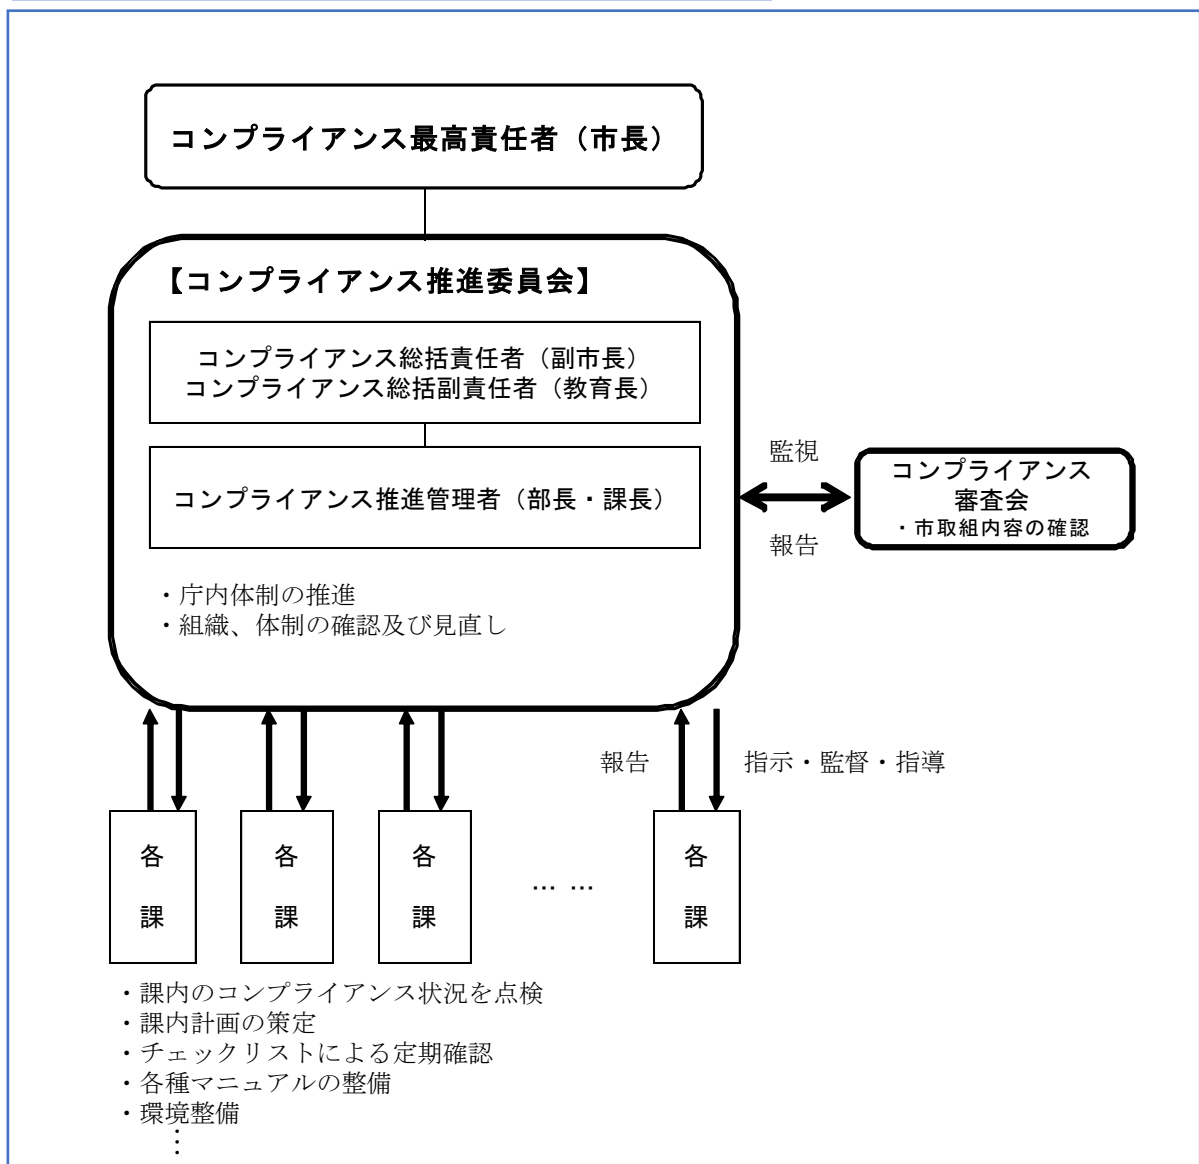 コンプライアンス最高責任者（市長）
【コンプライアンス推進委員会】
コンプライアンス総括責任者（副市長）
コンプライアンス総括副責任者（教育長）
コンプライアンス推進管理者（部長・課長）
・庁内体制の推進
・組織、体制の確認及び見直し
監視
報告
コンプライアンス
審査会
・市取組内容の確認
報告
指示・監督・指導
各課
各課
各課
… …
各課
・課内のコンプライアンス状況を点検
・課内計画の策定
・チェックリストによる定期確認
・各種マニュアルの整備
・環境整備
⋮